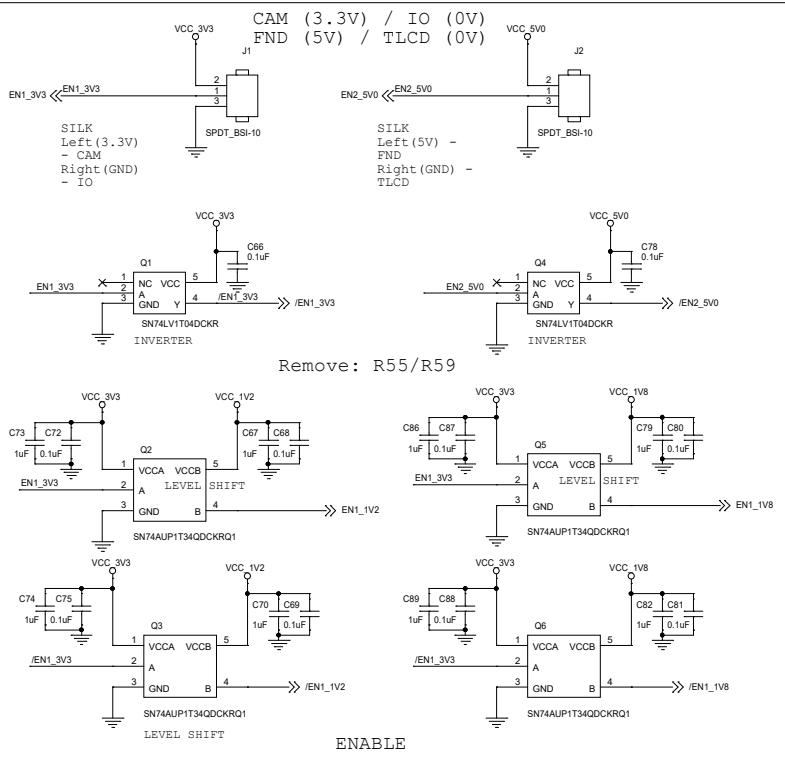 CAM (3.3V) / IO (0V)
FND (5V) / TLCD (0V)
VCC_3V3
J1
2
1
3
EN1_3V3
EN1_3V3
SPDT_BSI-10
SILK
Left(3.3V)
- CAM
Right(GND)
- IO
VCC_5V0
J2
2
1
3
EN2_5V0
EN2_5V0
SPDT_BSI-10
SILK
Left(5V) -
FND
Right(GND) -
TLCD
VCC_3V3
C66
0.1uF
Q1
1 NC VCC 5
2 A
3 GND Y 4
EN1_3V3
/EN1_3V3
/EN1_3V3
SN74LV1T04DCKR
INVERTER
VCC_5V0
C78
0.1uF
Q4
1 NC VCC 5
2 A
3 GND Y 4
EN2_5V0
/EN2_5V0
SN74LV1T04DCKR
INVERTER
Remove: R55/R59
VCC_3V3
VCC_1V2
C73 C72
1uF 0.1uF
C67 C68
1uF 0.1uF
Q2
1 VCCA VCCB 5
LEVEL SHIFT
EN1_3V3
2 A
3 GND B 4
EN1_1V2
SN74AUP1T34QDCKRQ1
VCC_3V3
VCC_1V8
C86 C87
1uF 0.1uF
C79 C80
1uF 0.1uF
Q5
1 VCCA VCCB 5
LEVEL SHIFT
EN1_3V3
2 A
3 GND B 4
EN1_1V8
SN74AUP1T34QDCKRQ1
VCC_3V3
VCC_1V2
C74 C75
1uF 0.1uF
C70 C69
1uF 0.1uF
Q3
1 VCCA VCCB 5
/EN1_3V3
2 A
3 GND B 4
/EN1_1V2
SN74AUP1T34QDCKRQ1
LEVEL SHIFT
VCC_3V3
VCC_1V8
C89 C88
1uF 0.1uF
C82 C81
1uF 0.1uF
Q6
1 VCCA VCCB 5
/EN1_3V3
2 A
3 GND B 4
/EN1_1V8
SN74AUP1T34QDCKRQ1
ENABLE